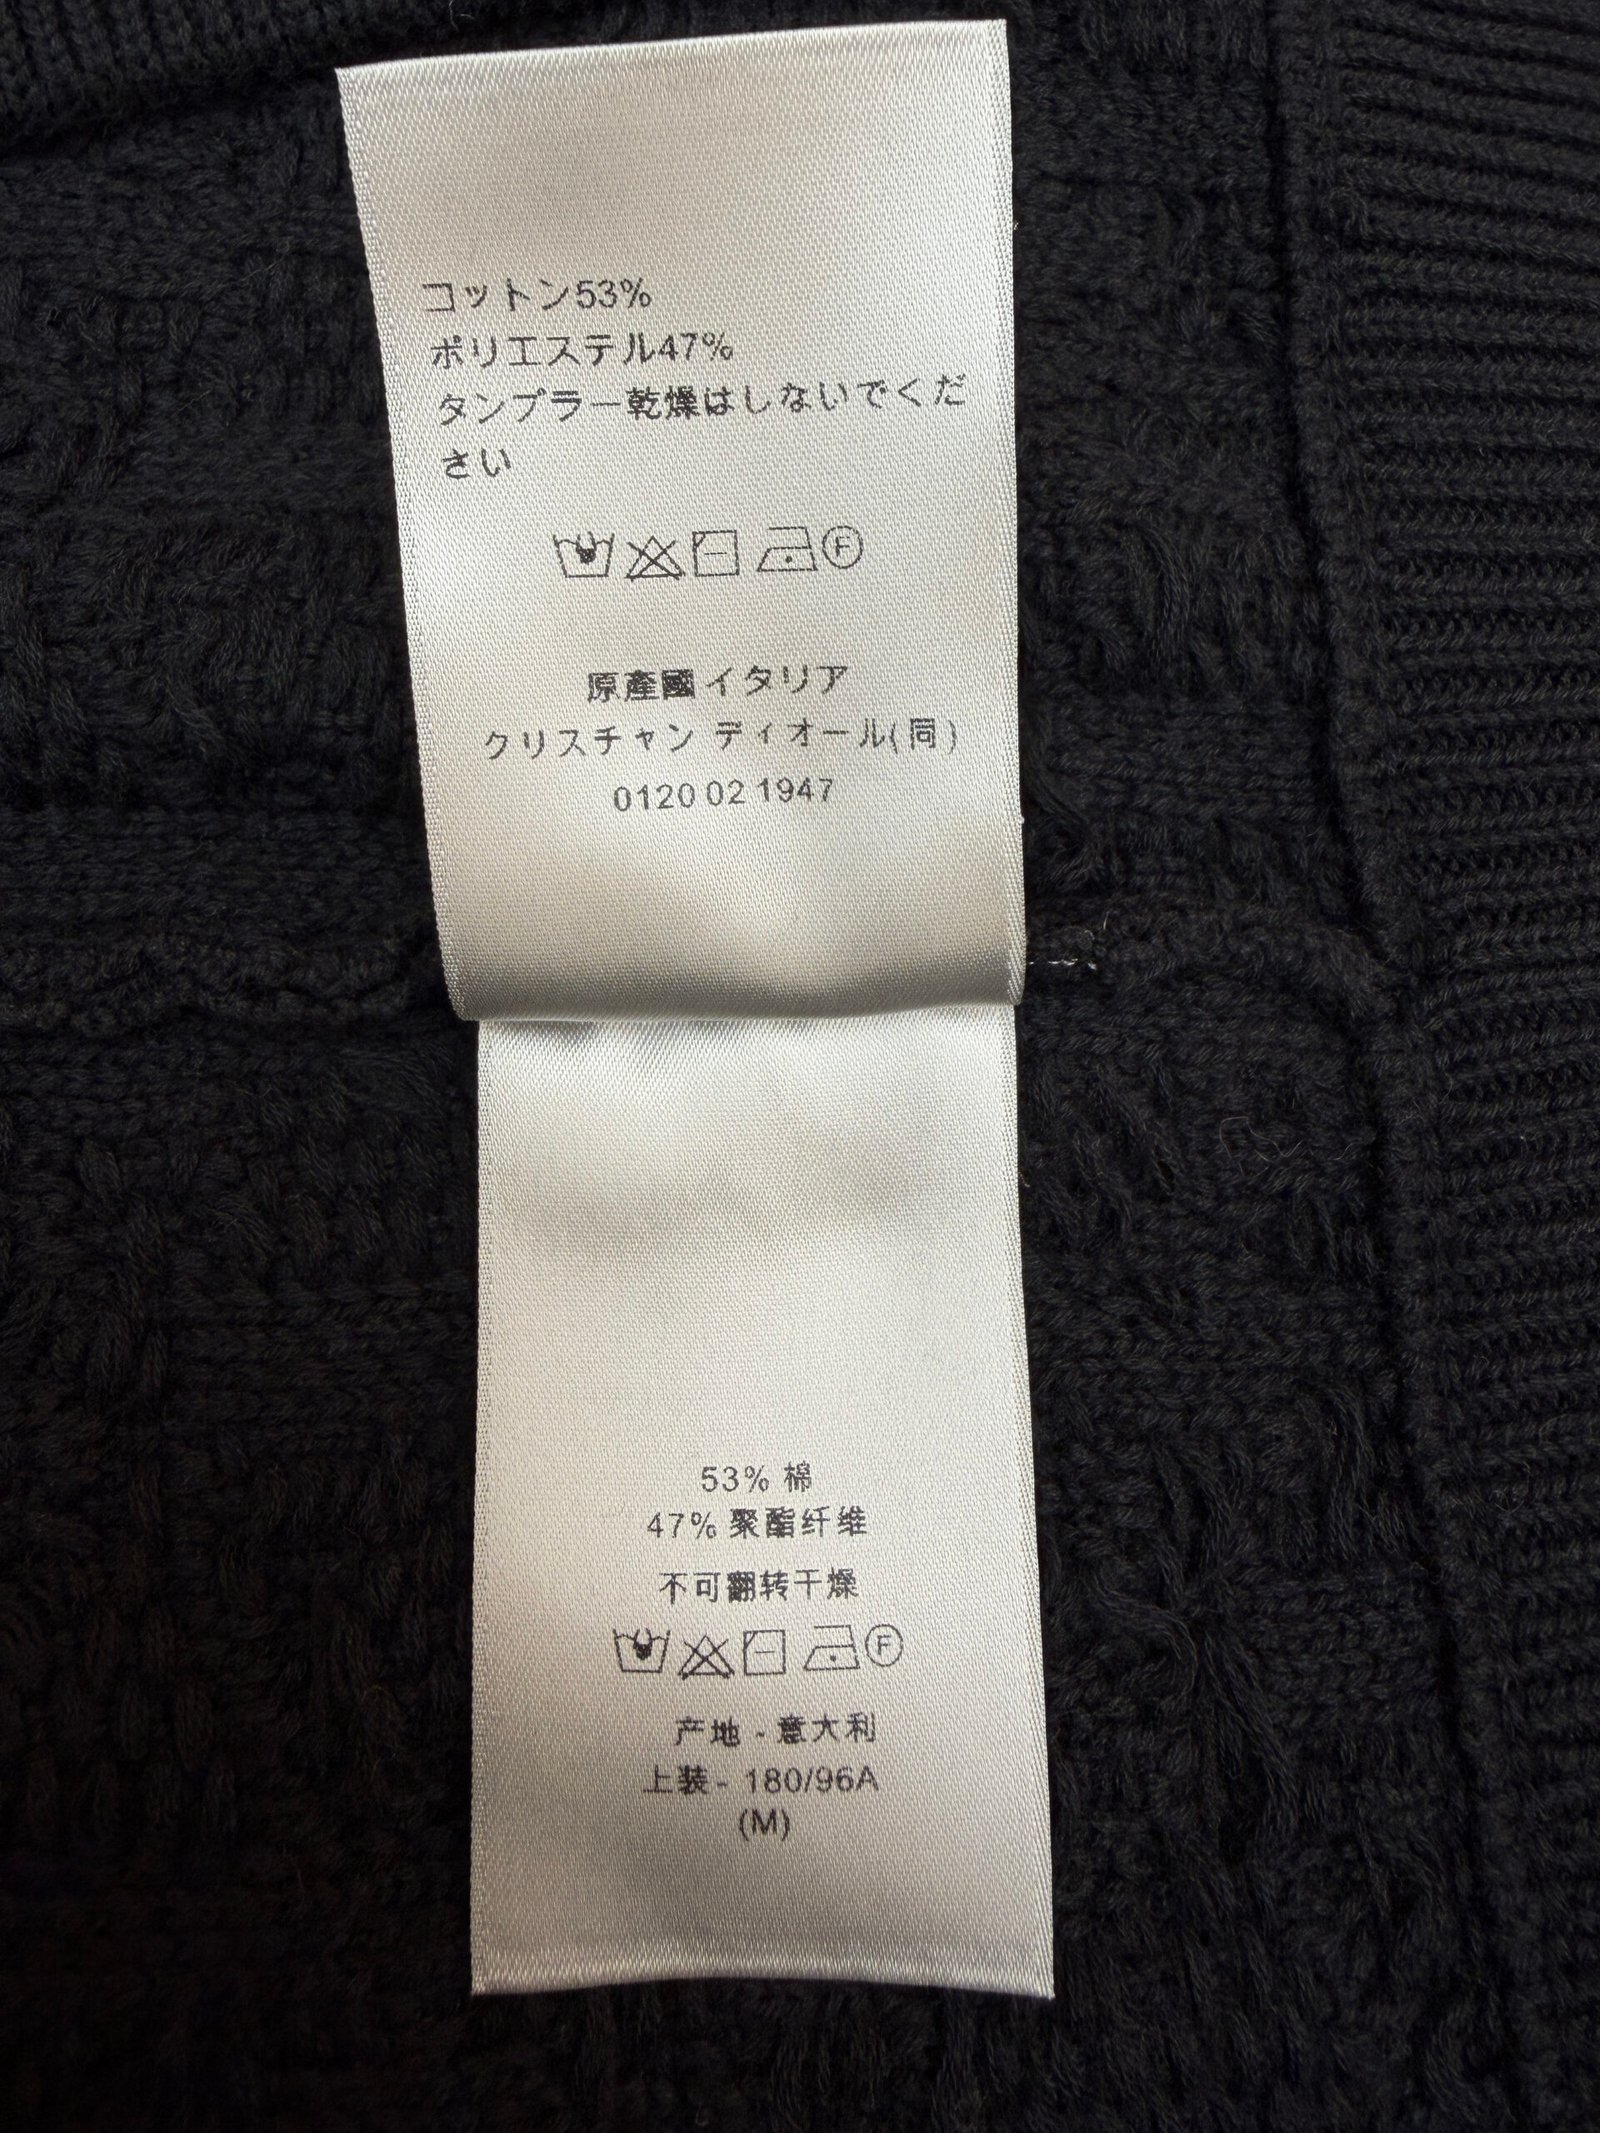 コットン53%
ポリエステル47%
タンブラー乾燥はしないでくだ
さい
F
原產國イタリア
クリスチャン ディオール(同)
0120 02 1947
53% 棉
47% 聚酯纤维
不可翻转干燥
F
产地 - 意大利
上装- 180/96A
(M)